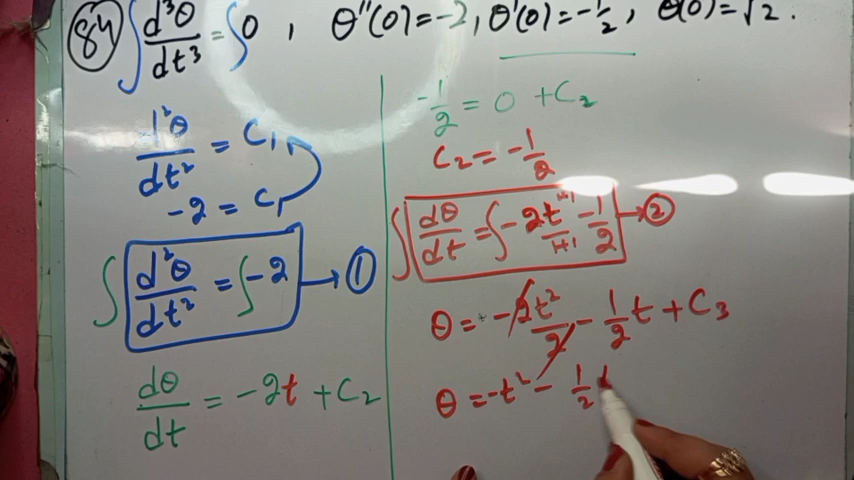 84 ∫ d³θ/dt³ = ∫ 0 , θ''(0) = -2, θ'(0) = -1/2, θ(0) = √2.
d²θ/dt² = C₁
-2 = C₁
∫ d²θ/dt² = ∫ -2 → ①
dθ/dt = -2t + C₂
-1/2 = 0 + C₂
C₂ = -1/2
∫ dθ/dt = ∫ -2t¹⁺¹/1+1 - 1/2 → ②
θ = -2t²/2 - 1/2 t + C₃
θ = -t² - 1/2 t